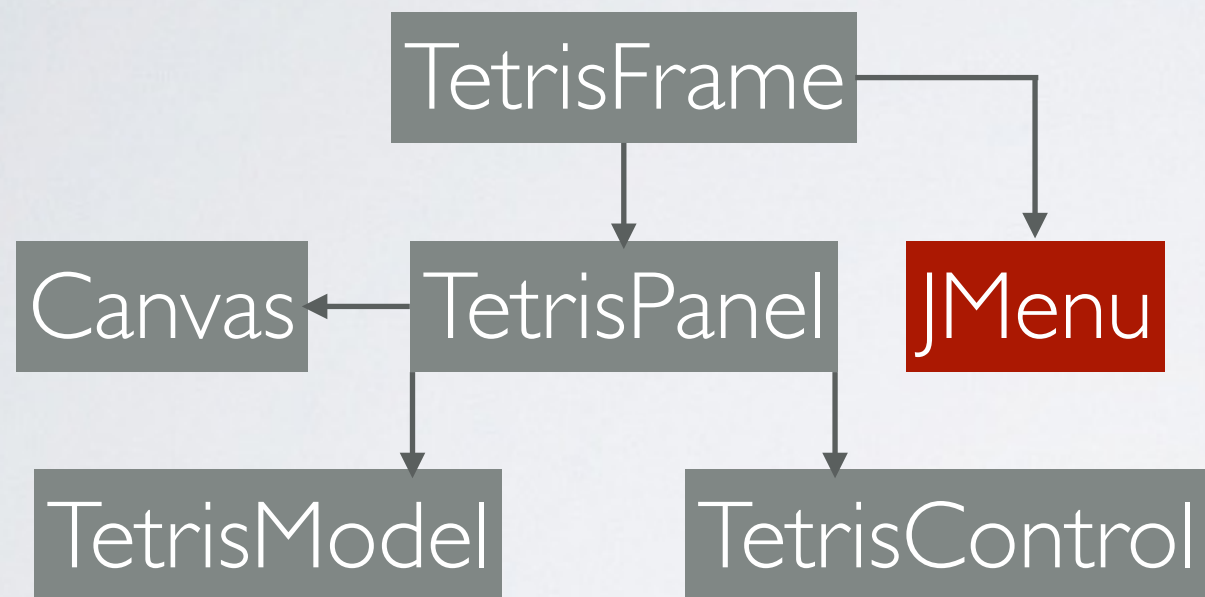 TetrisFrame
Canvas
TetrisPanel
JMenu
TetrisModel
TetrisControl